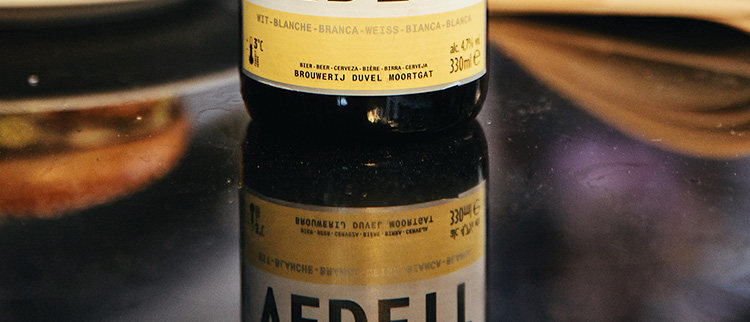 WIT-BLANCHE-BRANCA-WEISS-BIANCA-BLANCA
3°C
alc. 4,7% vol.
330ml e
BIER-BEER-CERVEZA-BIÈRE-BIRRA-CERVEJA
BROUWERIJ DUVEL MOORTGAT